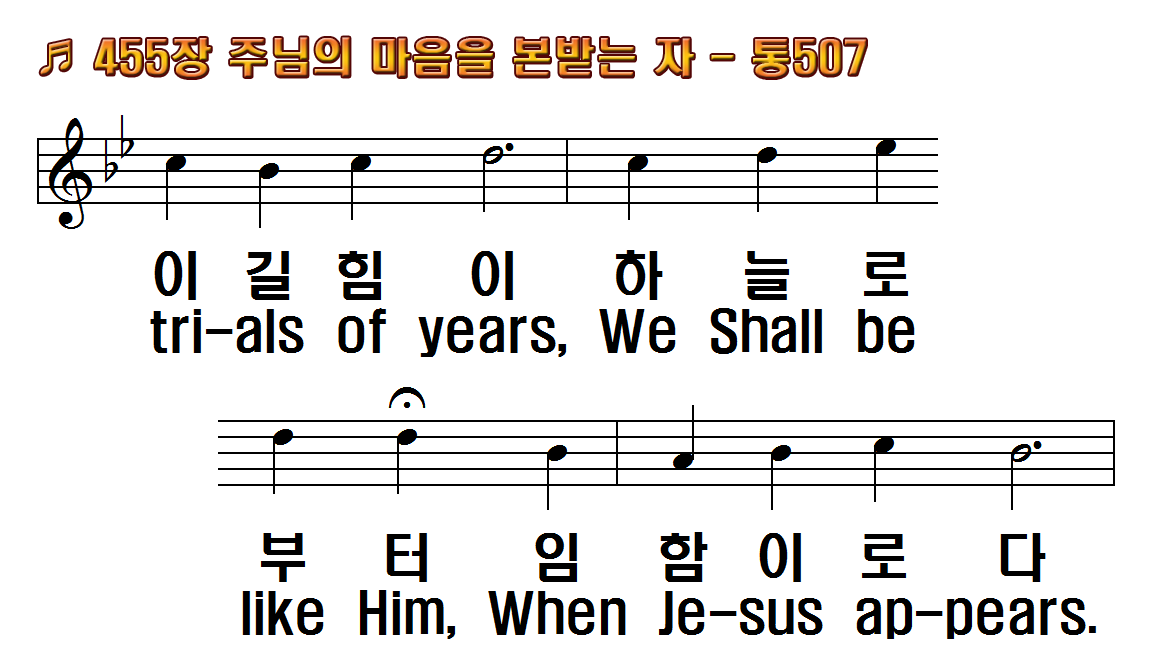 ♬ 455장 주님의 마음을 본받는 자 - 통507
이 길 힘 이 하 늘 로
tri-als of years, We Shall be
부 터 임 함 이 로 다
like Him, When Je-sus ap-pears.